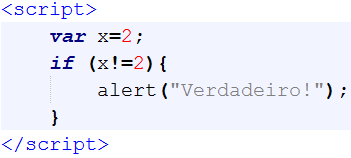 <script>
    var x=2;
    if (x!=2){
        alert("Verdadeiro!");
    }
</script>